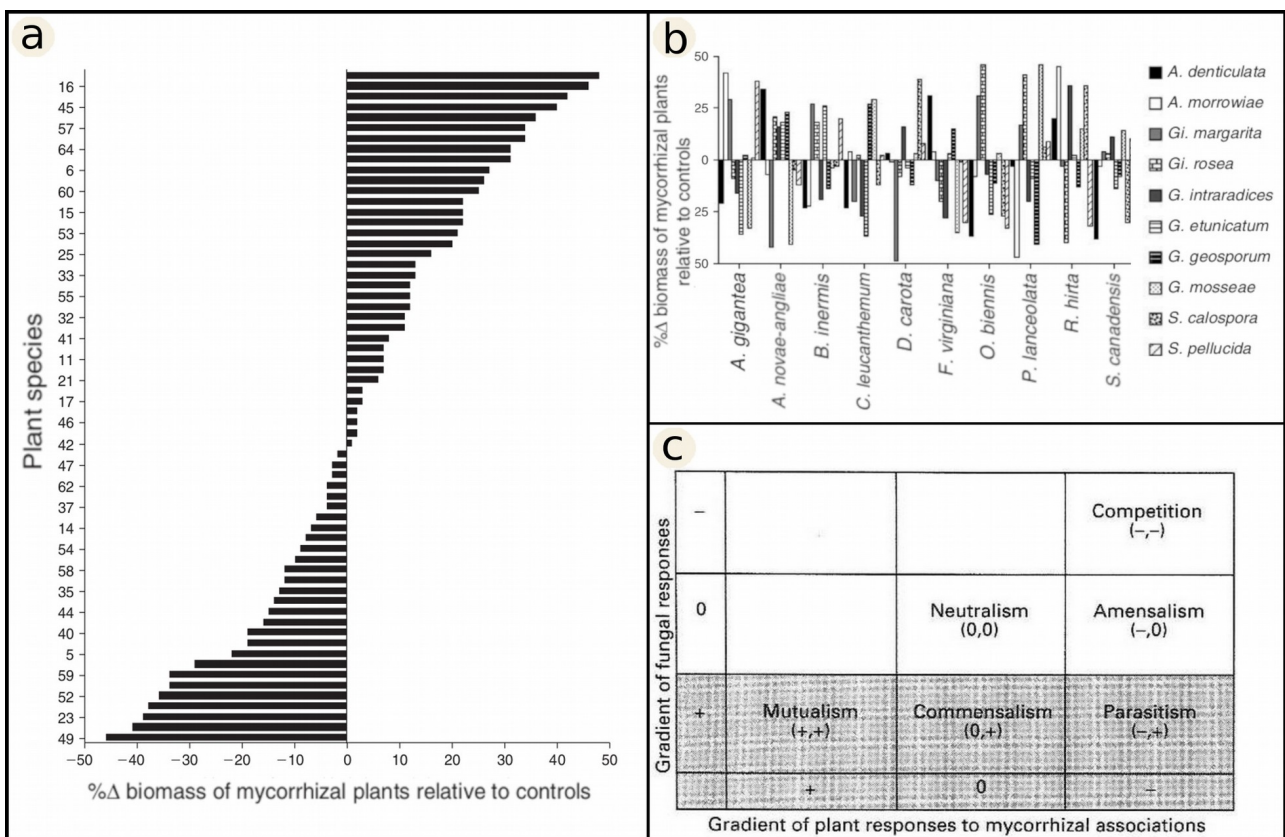 a
Plant species
16
45
57
64
6
60
15
53
25
33
55
32
41
11
21
17
46
42
47
62
37
14
54
58
35
44
40
5
59
52
23
49
−50
−40
−30
−20
−10
0
10
20
30
40
50
%Δ biomass of mycorrhizal plants relative to controls
b
%Δ biomass of mycorrhizal plants
relative to controls
50
25
0
25
50
A. gigantea
A. novae-angliae
B. inermis
C. leucanthemum
D. carota
F. virginiana
O. biennis
P. lanceolata
R. hirta
S. canadensis
A. denticulata
A. morrowiae
Gi. margarita
Gi. rosea
G. intraradices
G. etunicatum
G. geosporum
G. mosseae
S. calospora
S. pellucida
c
Gradient of fungal responses
−
Competition
(−,−)
0
Neutralism
(0,0)
Amensalism
(−,0)
+
Mutualism
(+,+)
Commensalism
(0,+)
Parasitism
(−,+)
+
0
−
Gradient of plant responses to mycorrhizal associations